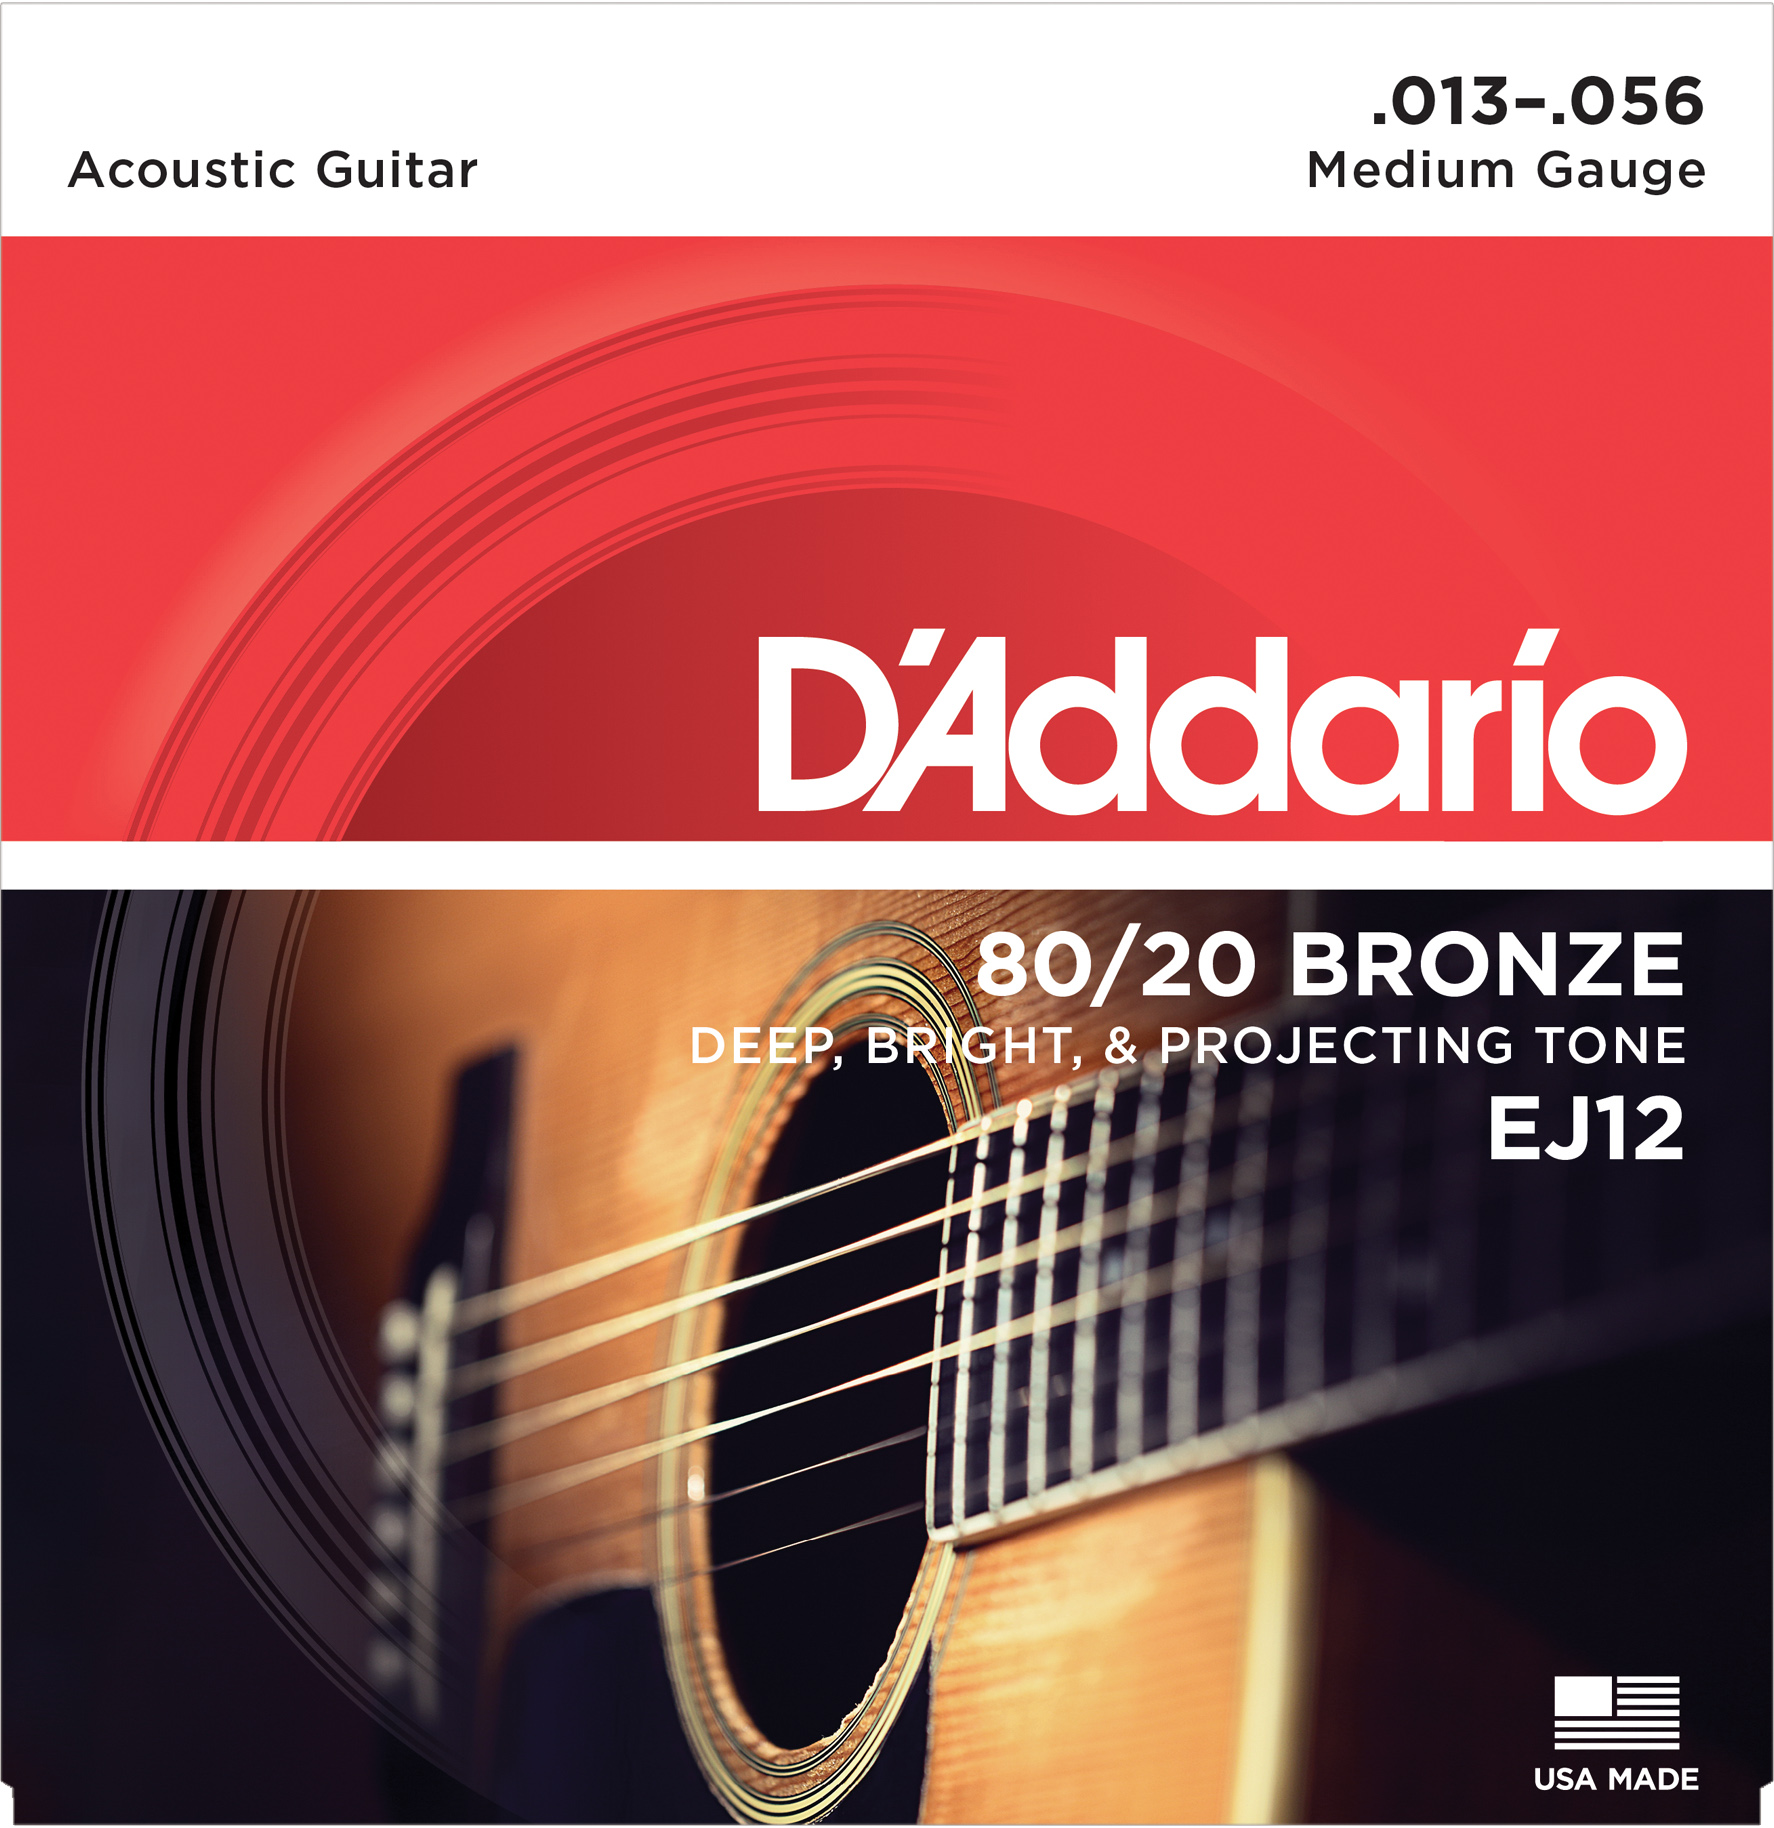 .013–.056
Acoustic Guitar
Medium Gauge
D'Addario
80/20 BRONZE
DEEP, BRIGHT, & PROJECTING TONE
EJ12
USA MADE